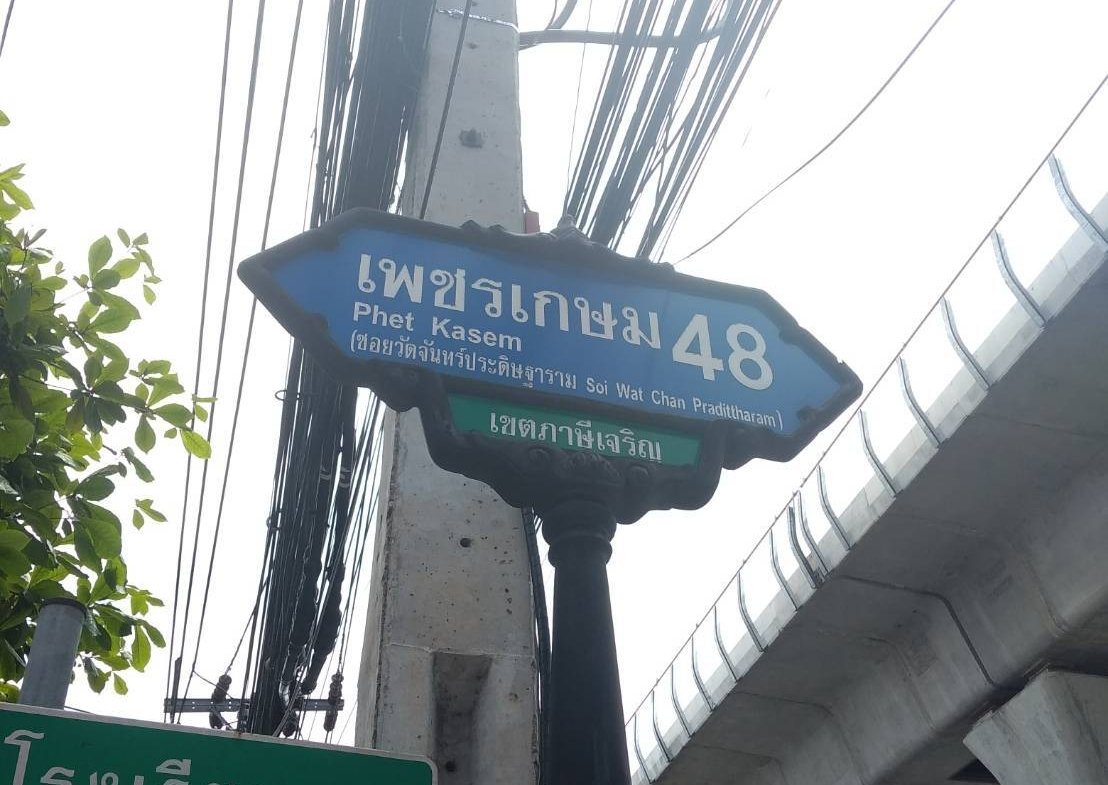 เพชรเกษม 48
Phet Kasem
(ซอยวัดจันทร์ประดิษฐาราม Soi Wat Chan Pradittharam)
เขตภาษีเจริญ